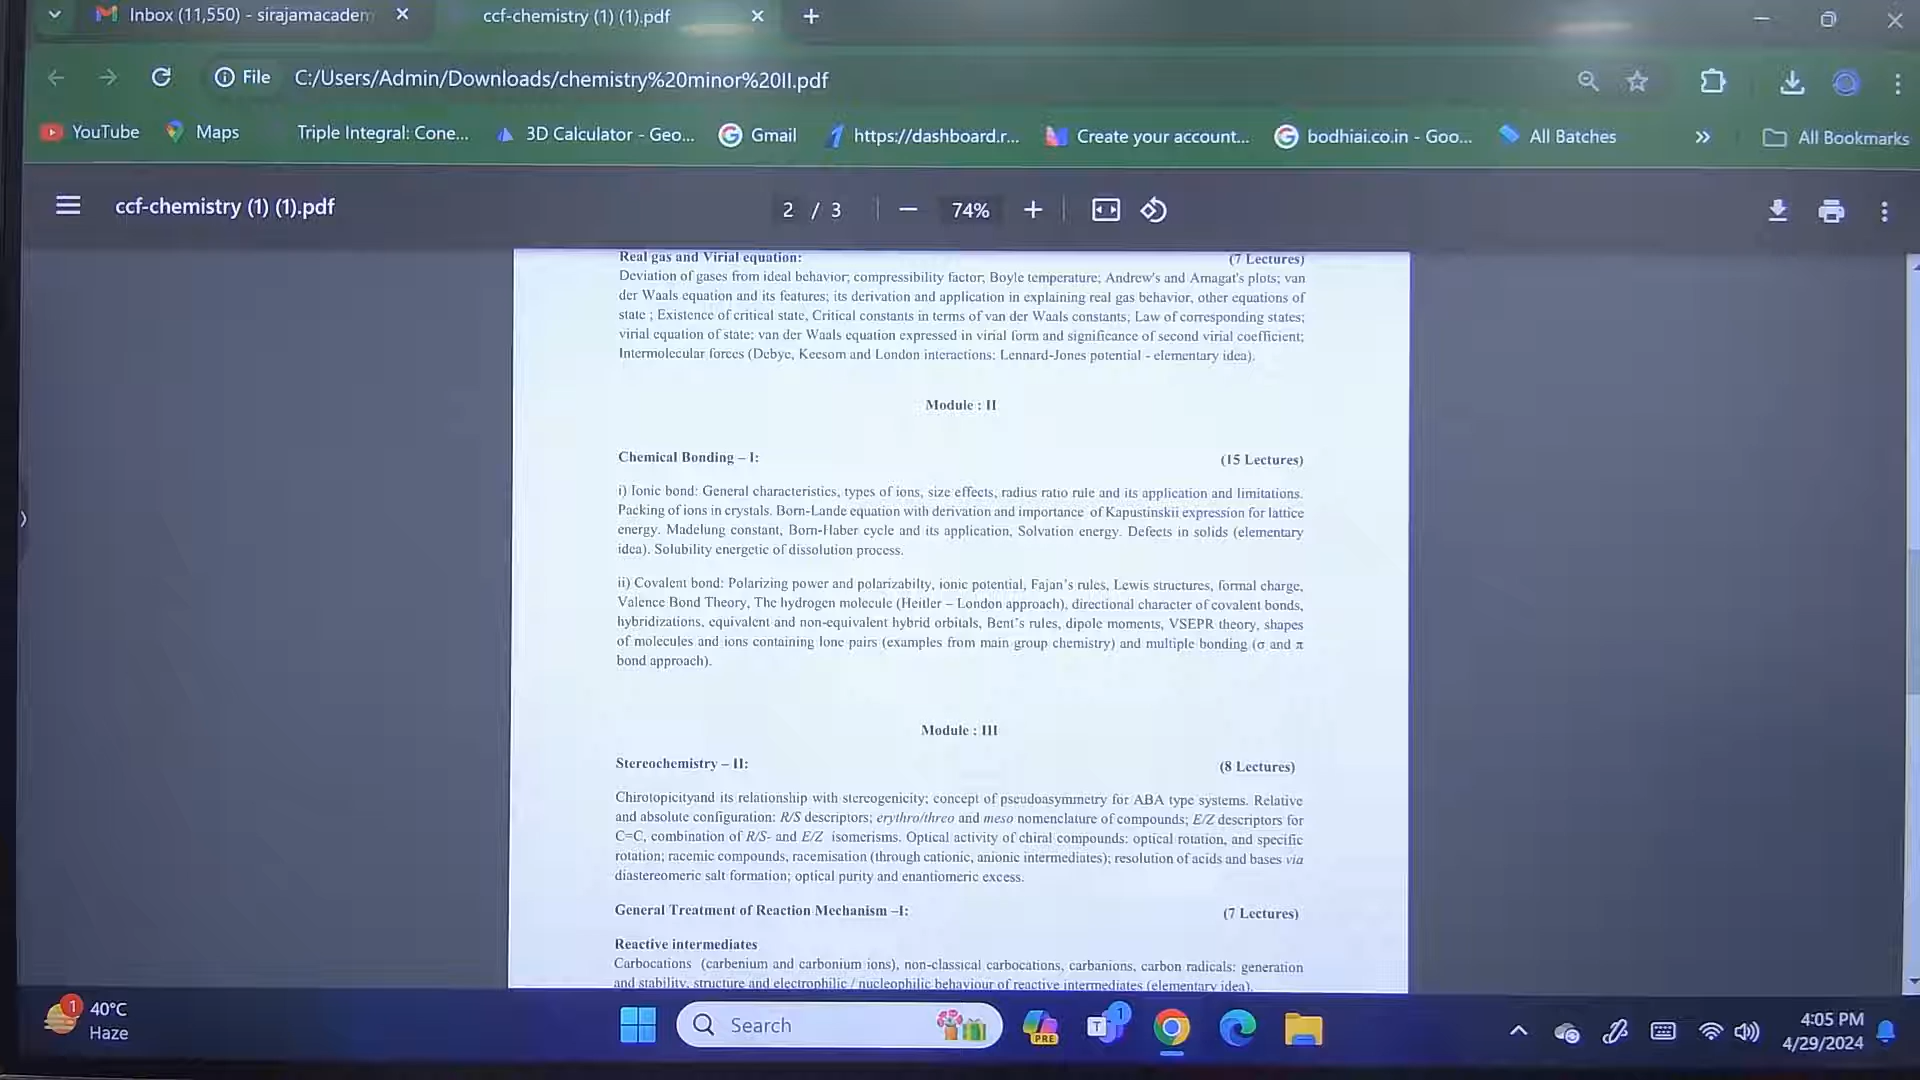 Inbox (11,550) - sirajamacadem
ccf-chemistry (1) (1).pdf
File C:/Users/Admin/Downloads/chemistry%20minor%20II.pdf
YouTube Maps Triple Integral: Cone... 3D Calculator - Geo... Gmail https://dashboard.r... Create your account... bodhiai.co.in - Goo... All Batches » All Bookmarks
ccf-chemistry (1) (1).pdf 2 / 3 − 74% +
Real gas and Virial equation: (7 Lectures)
Deviation of gases from ideal behavior; compressibility factor; Boyle temperature; Andrew's and Amagat's plots; van
der Waals equation and its features; its derivation and application in explaining real gas behavior, other equations of
state ; Existence of critical state, Critical constants in terms of van der Waals constants; Law of corresponding states;
virial equation of state; van der Waals equation expressed in virial form and significance of second virial coefficient;
Intermolecular forces (Debye, Keesom and London interactions; Lennard-Jones potential - elementary idea).
Module : II
Chemical Bonding – I: (15 Lectures)
i) Ionic bond: General characteristics, types of ions, size effects, radius ratio rule and its application and limitations.
Packing of ions in crystals. Born-Lande equation with derivation and importance of Kapustinskii expression for lattice
energy. Madelung constant, Born-Haber cycle and its application, Solvation energy. Defects in solids (elementary
idea). Solubility energetic of dissolution process.
ii) Covalent bond: Polarizing power and polarizabilty, ionic potential, Fajan's rules, Lewis structures, formal charge,
Valence Bond Theory, The hydrogen molecule (Heitler – London approach), directional character of covalent bonds,
hybridizations, equivalent and non-equivalent hybrid orbitals, Bent's rules, dipole moments, VSEPR theory, shapes
of molecules and ions containing lone pairs (examples from main group chemistry) and multiple bonding (σ and π
bond approach).
Module : III
Stereochemistry – II: (8 Lectures)
Chirotopicityand its relationship with stereogenicity; concept of pseudoasymmetry for ABA type systems. Relative
and absolute configuration: R/S descriptors; erythro/threo and meso nomenclature of compounds; E/Z descriptors for
C=C, combination of R/S- and E/Z isomerisms. Optical activity of chiral compounds: optical rotation, and specific
rotation; racemic compounds, racemisation (through cationic, anionic intermediates); resolution of acids and bases via
diastereomeric salt formation; optical purity and enantiomeric excess.
General Treatment of Reaction Mechanism –I: (7 Lectures)
Reactive intermediates
Carbocations (carbenium and carbonium ions), non-classical carbocations, carbanions, carbon radicals: generation
and stability, structure and electrophilic / nucleophilic behaviour of reactive intermediates (elementary idea).
1 40°C
Haze
Search
PRE
T 1
4:05 PM
4/29/2024